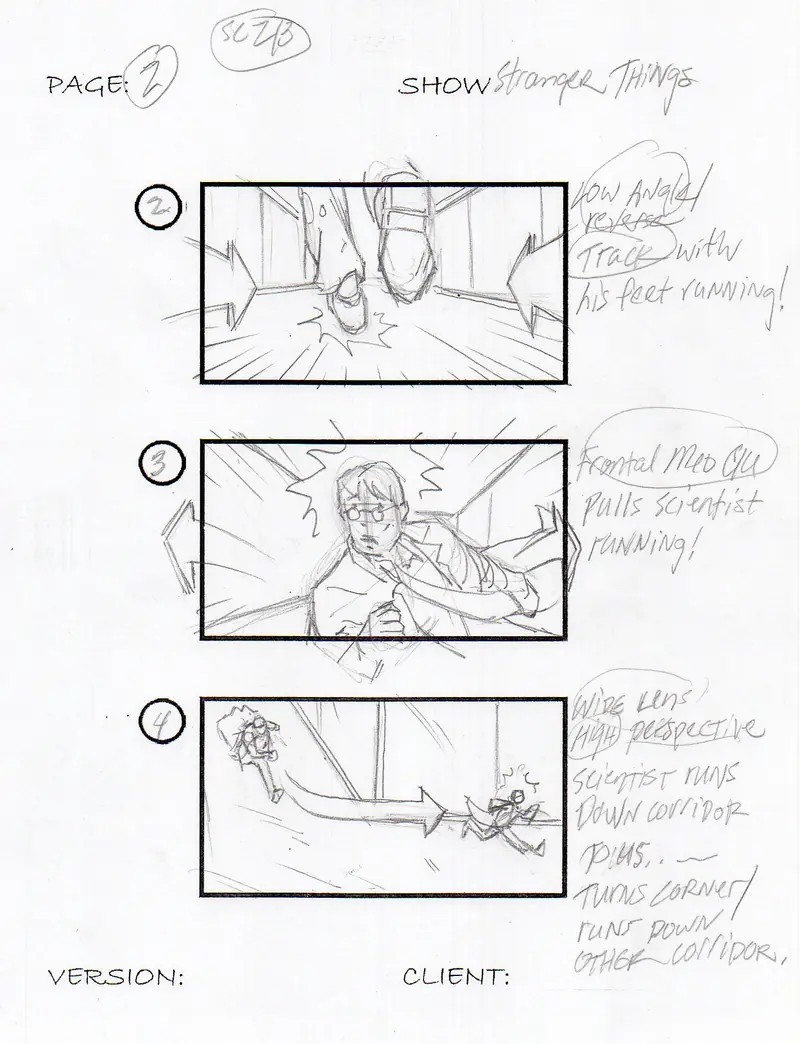 SC 2/3
PAGE: 2
SHOW Stranger Things
2
Low Angle/
reverse
Track with
his feet running!
3
Frontal Med C/U
pulls scientist
running!
4
Wide Lens
High perspective
scientist runs
Down corridor
plus..
Turns corner/
runs down
other corridor.
VERSION:
CLIENT: